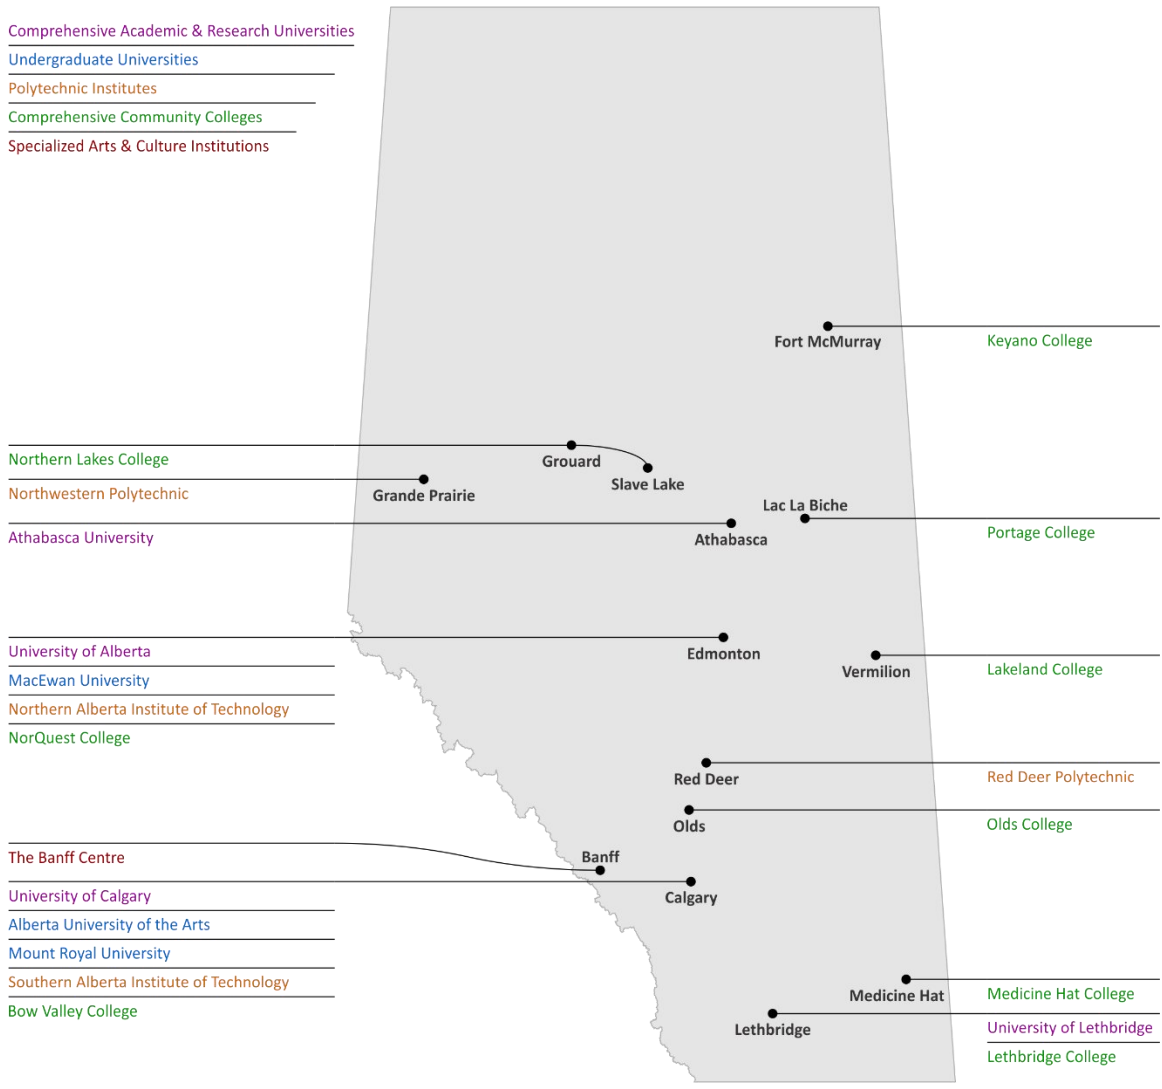 Comprehensive Academic & Research Universities
Undergraduate Universities
Polytechnic Institutes
Comprehensive Community Colleges
Specialized Arts & Culture Institutions
Fort McMurray
Keyano College
Northern Lakes College
Grouard
Slave Lake
Northwestern Polytechnic
Grande Prairie
Lac La Biche
Athabasca University
Athabasca
Portage College
University of Alberta
MacEwan University
Northern Alberta Institute of Technology
NorQuest College
Edmonton
Vermilion
Lakeland College
Red Deer
Red Deer Polytechnic
Olds
Olds College
The Banff Centre
Banff
University of Calgary
Alberta University of the Arts
Mount Royal University
Southern Alberta Institute of Technology
Bow Valley College
Calgary
Medicine Hat
Medicine Hat College
Lethbridge
University of Lethbridge
Lethbridge College